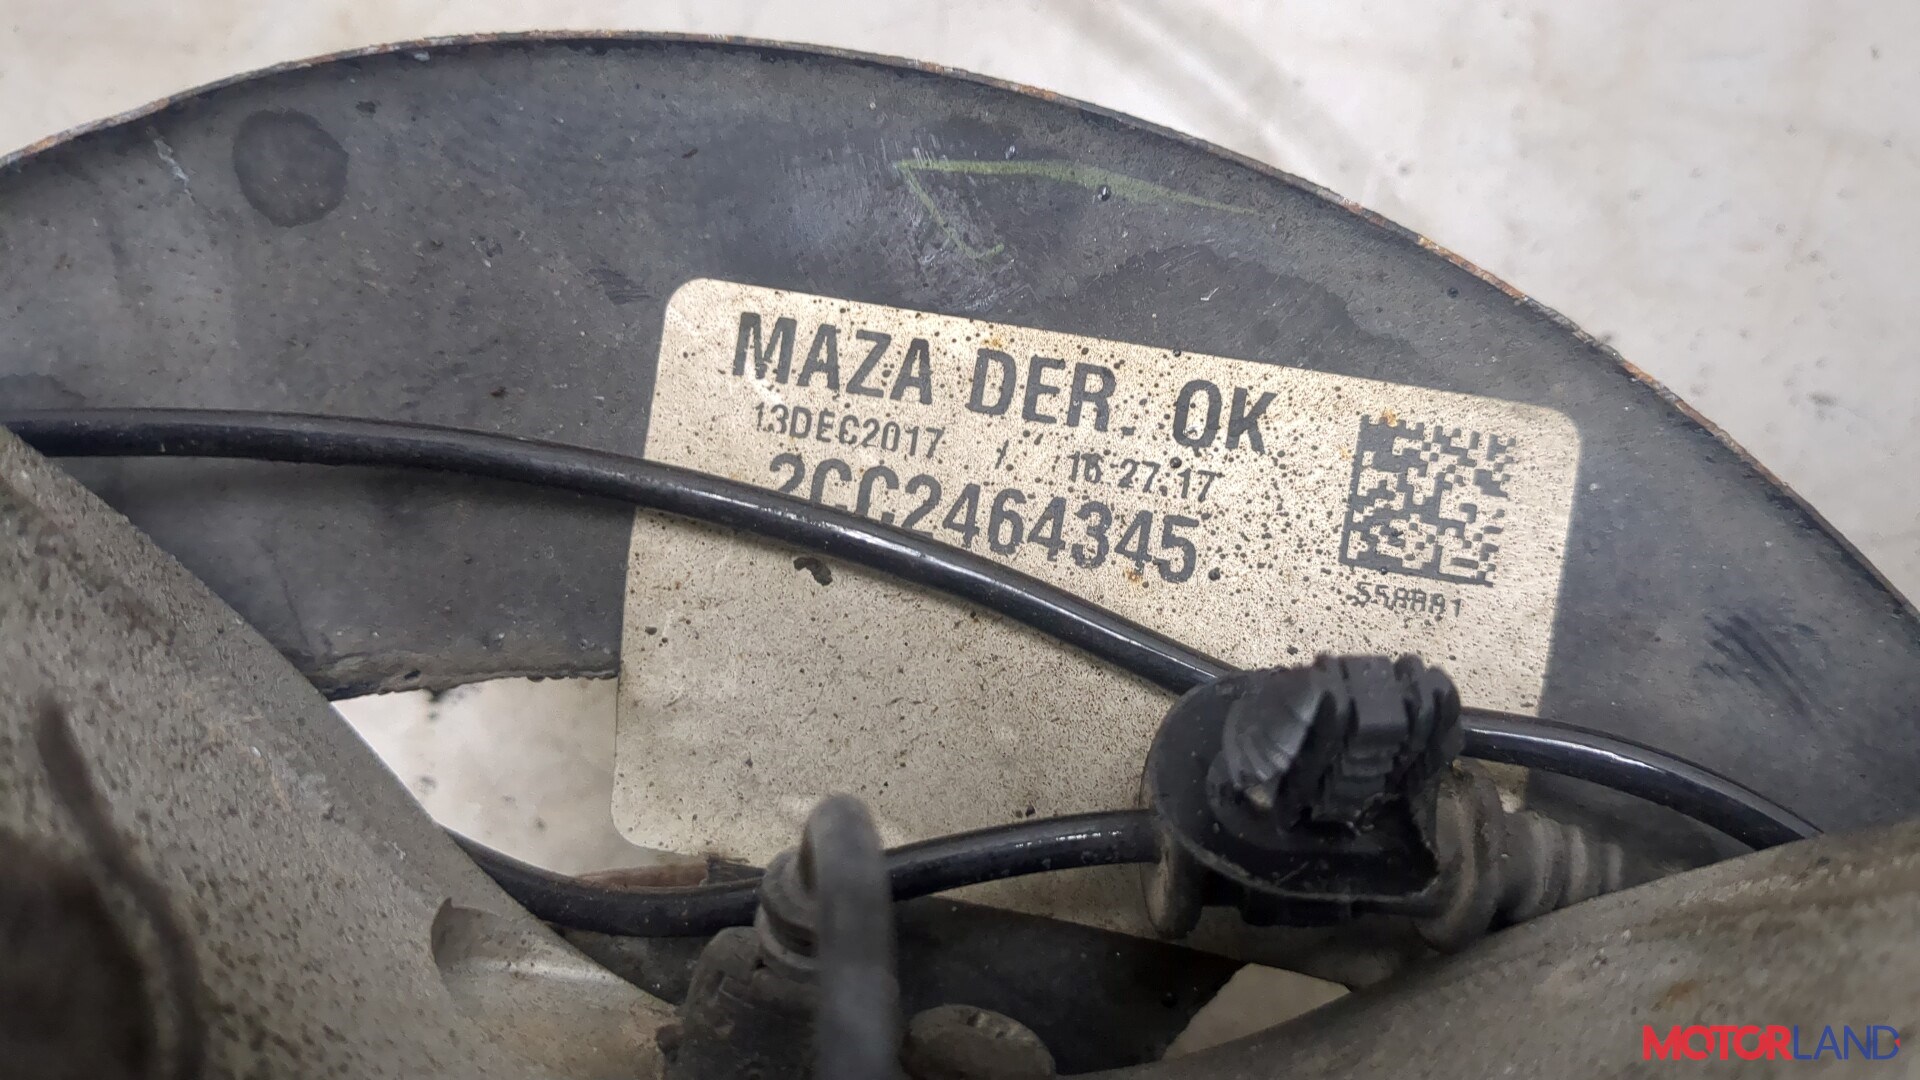 MAZA DER. OK
13DEC2017 / 16:27:17
2CC2464345
MOTORLAND